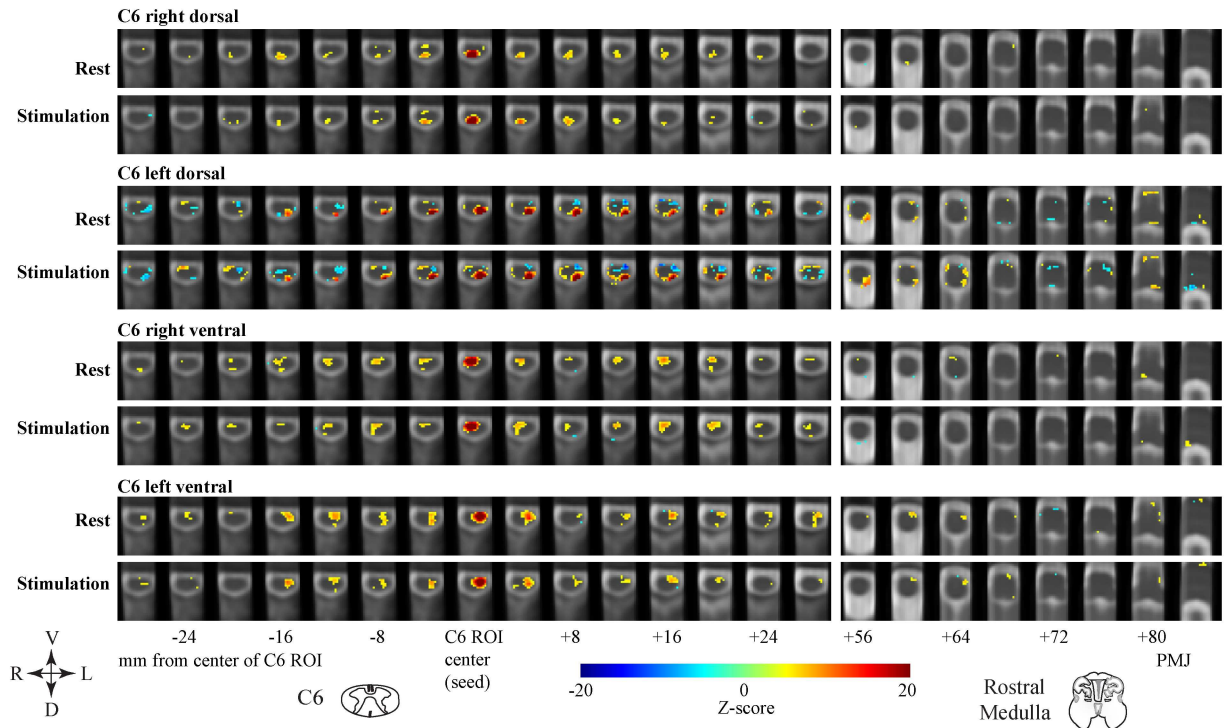 C6 right dorsal
Rest
Stimulation
C6 left dorsal
Rest
Stimulation
C6 right ventral
Rest
Stimulation
C6 left ventral
Rest
Stimulation
-24 -16 -8 C6 ROI center (seed) +8 +16 +24 +56 +64 +72 +80
mm from center of C6 ROI PMJ
V
R L
D
C6
-20 0 20
Z-score
Rostral
Medulla